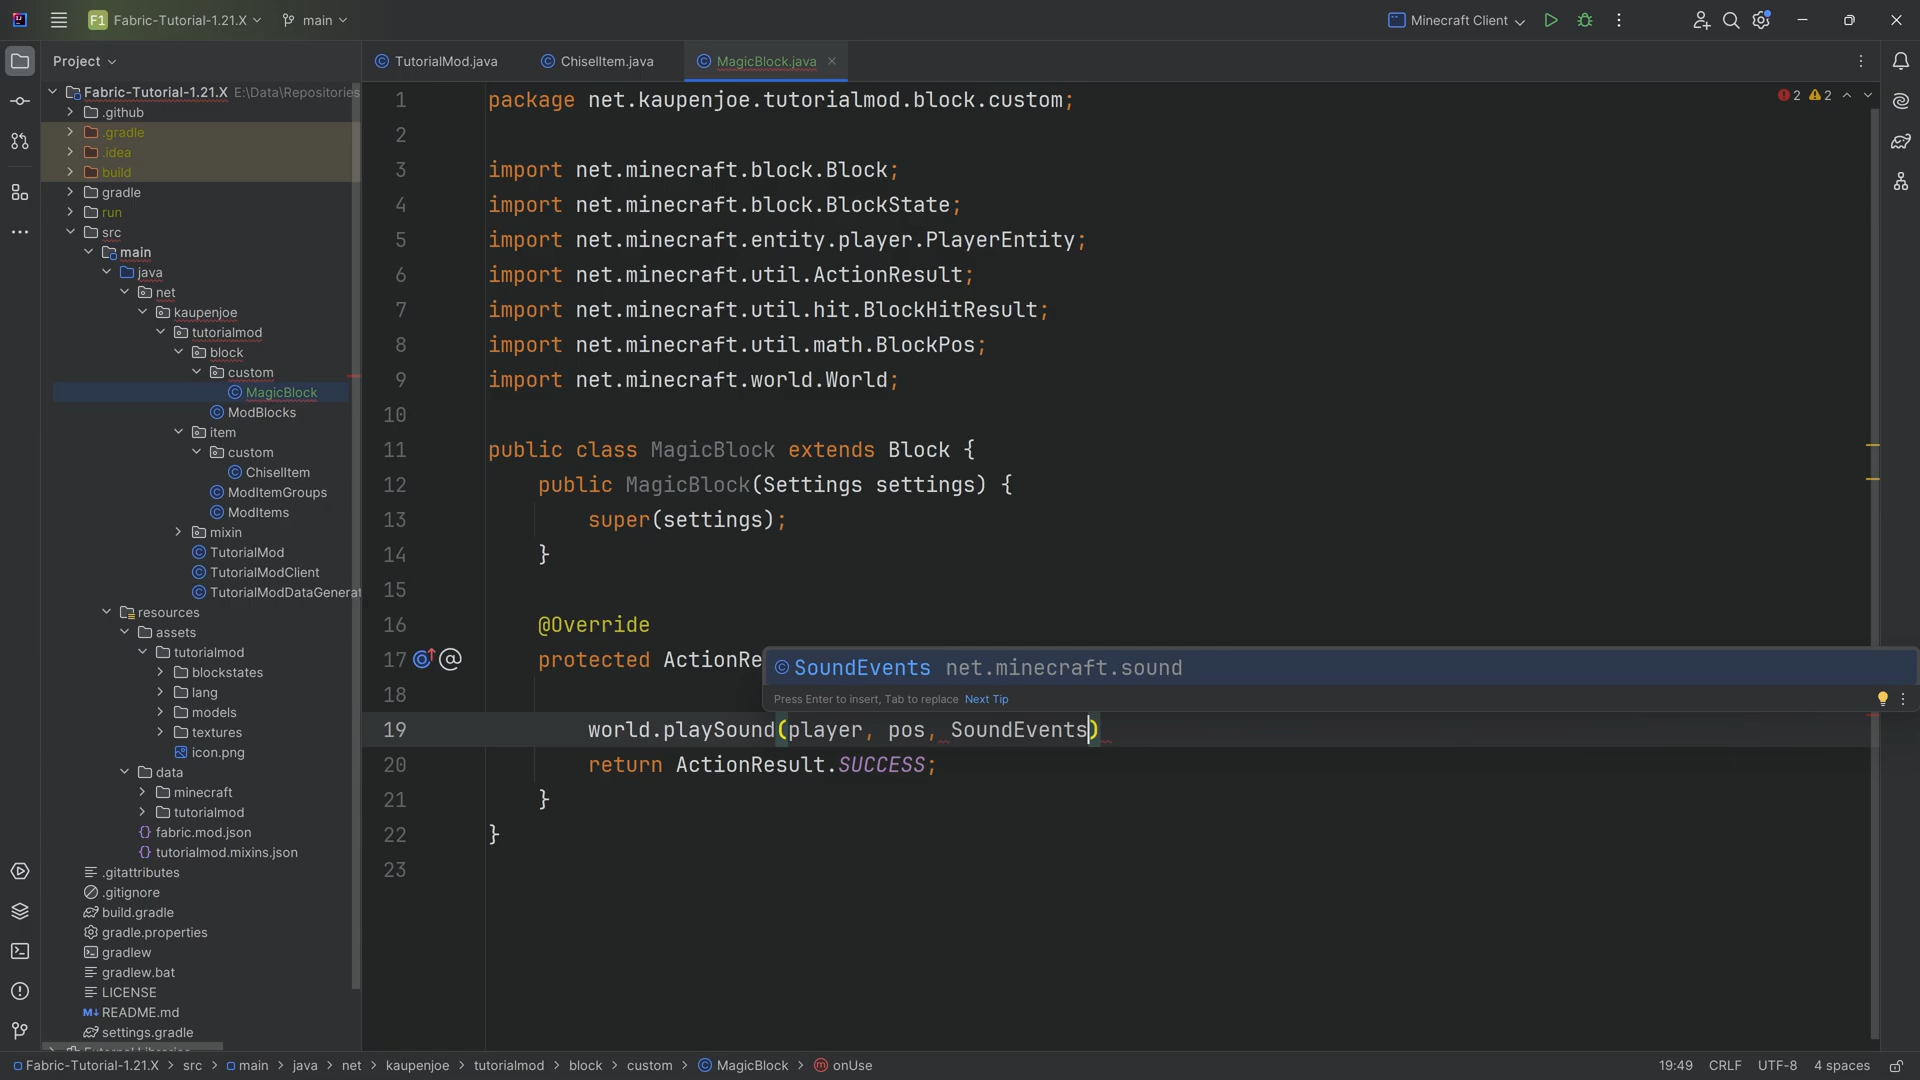 F1 Fabric-Tutorial-1.21.X main Minecraft Client
Project
TutorialMod.java ChiselItem.java MagicBlock.java
Fabric-Tutorial-1.21.X E:\Data\Repositories
.github
.gradle
.idea
build
gradle
run
src
main
java
net
kaupenjoe
tutorialmod
block
custom
MagicBlock
ModBlocks
item
custom
ChiselItem
ModItemGroups
ModItems
mixin
TutorialMod
TutorialModClient
TutorialModDataGenerat
resources
assets
tutorialmod
blockstates
lang
models
textures
icon.png
data
minecraft
tutorialmod
fabric.mod.json
tutorialmod.mixins.json
.gitattributes
.gitignore
build.gradle
gradle.properties
gradlew
gradlew.bat
LICENSE
README.md
settings.gradle
2 2
1 package net.kaupenjoe.tutorialmod.block.custom;
2
3 import net.minecraft.block.Block;
4 import net.minecraft.block.BlockState;
5 import net.minecraft.entity.player.PlayerEntity;
6 import net.minecraft.util.ActionResult;
7 import net.minecraft.util.hit.BlockHitResult;
8 import net.minecraft.util.math.BlockPos;
9 import net.minecraft.world.World;
10
11 public class MagicBlock extends Block {
12 public MagicBlock(Settings settings) {
13 super(settings);
14 }
15
16 @Override
17 protected ActionRe
SoundEvents net.minecraft.sound
18
Press Enter to insert, Tab to replace Next Tip
19 world.playSound(player, pos, SoundEvents)
20 return ActionResult.SUCCESS;
21 }
22 }
23
Fabric-Tutorial-1.21.X > src > main > java > net > kaupenjoe > tutorialmod > block > custom > MagicBlock > onUse 19:49 CRLF UTF-8 4 spaces